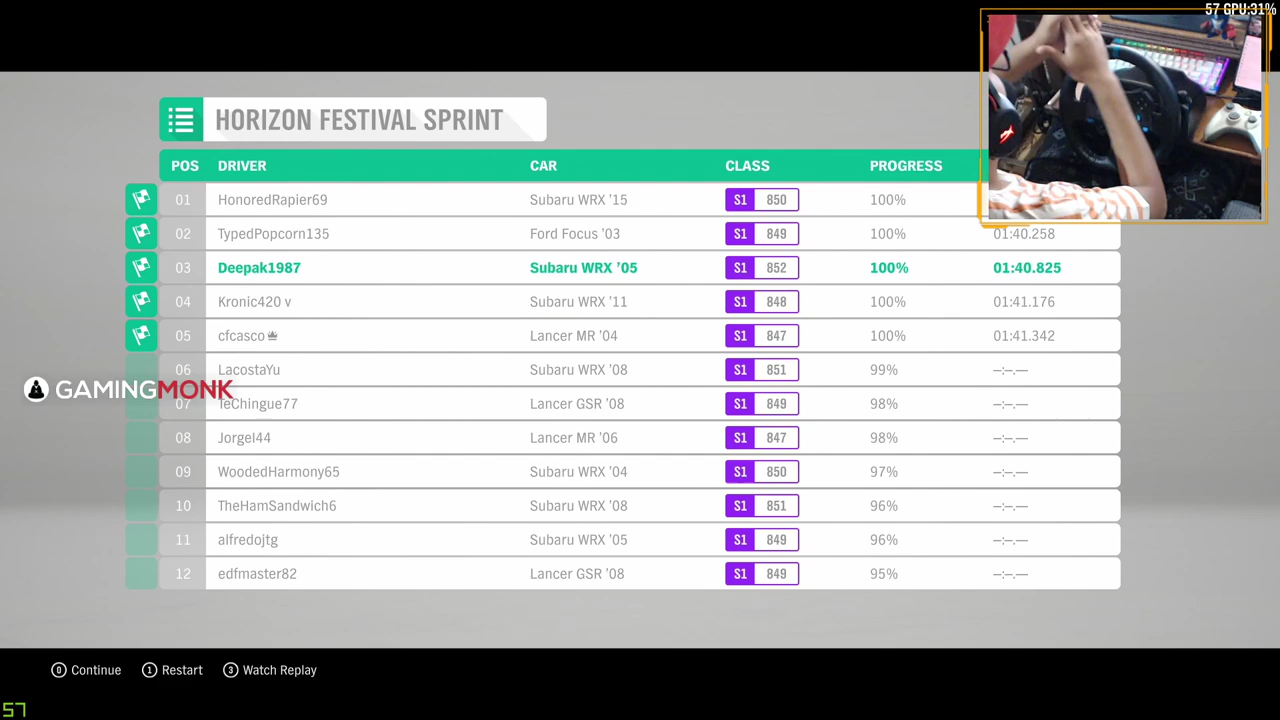 57 GPU:31%
HORIZON FESTIVAL SPRINT
POS DRIVER CAR CLASS PROGRESS
01 HonoredRapier69 Subaru WRX '15 S1 850 100%
02 TypedPopcorn135 Ford Focus '03 S1 849 100% 01:40.258
03 Deepak1987 Subaru WRX '05 S1 852 100% 01:40.825
04 Kronic420 v Subaru WRX '11 S1 848 100% 01:41.176
05 cfcasco Lancer MR '04 S1 847 100% 01:41.342
06 LacostaYu Subaru WRX '08 S1 851 99% --:--.---
GAMINGMONK
07 TeChingue77 Lancer GSR '08 S1 849 98% --:--.---
08 Jorgel44 Lancer MR '06 S1 847 98% --:--.---
09 WoodedHarmony65 Subaru WRX '04 S1 850 97% --:--.---
10 TheHamSandwich6 Subaru WRX '08 S1 851 96% --:--.---
11 alfredojtg Subaru WRX '05 S1 849 96% --:--.---
12 edfmaster82 Lancer GSR '08 S1 849 95% --:--.---
0 Continue 1 Restart 3 Watch Replay
57